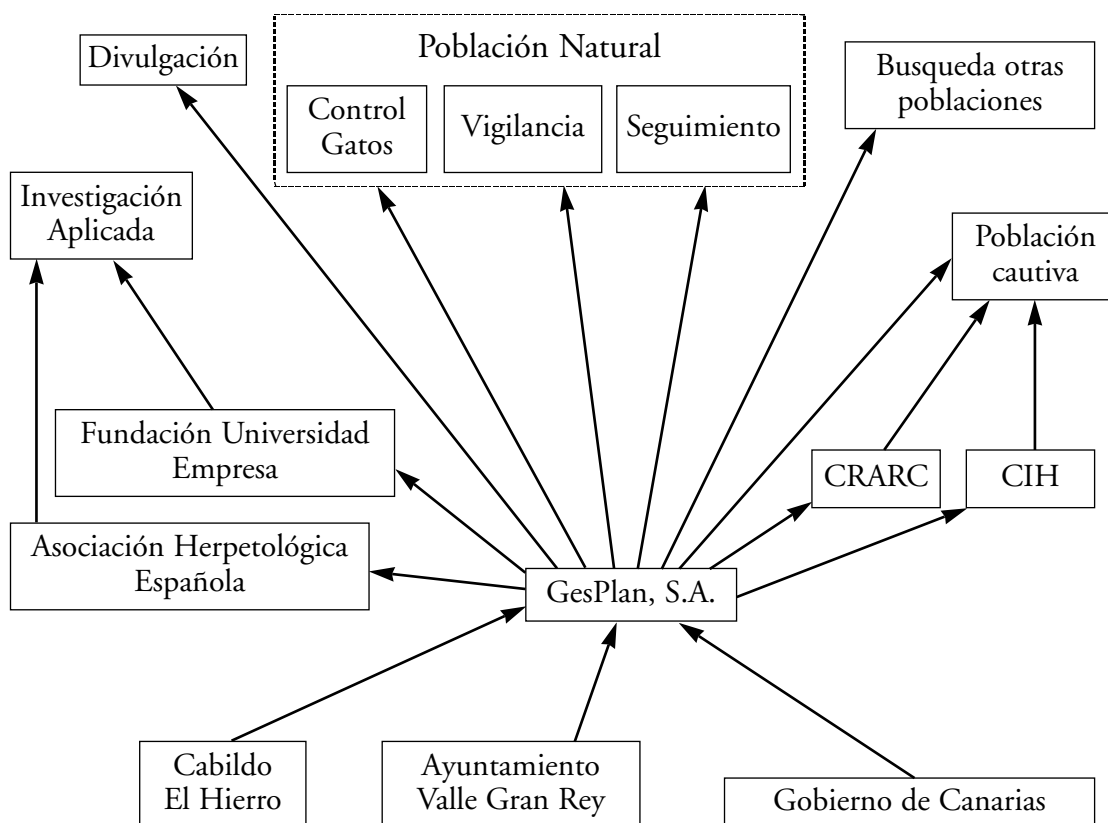 Divulgación
Población Natural
Control
Gatos
Vigilancia
Seguimiento
Busqueda otras
poblaciones
Investigación
Aplicada
Población
cautiva
Fundación Universidad
Empresa
CRARC
CIH
Asociación Herpetológica
Española
GesPlan, S.A.
Cabildo
El Hierro
Ayuntamiento
Valle Gran Rey
Gobierno de Canarias